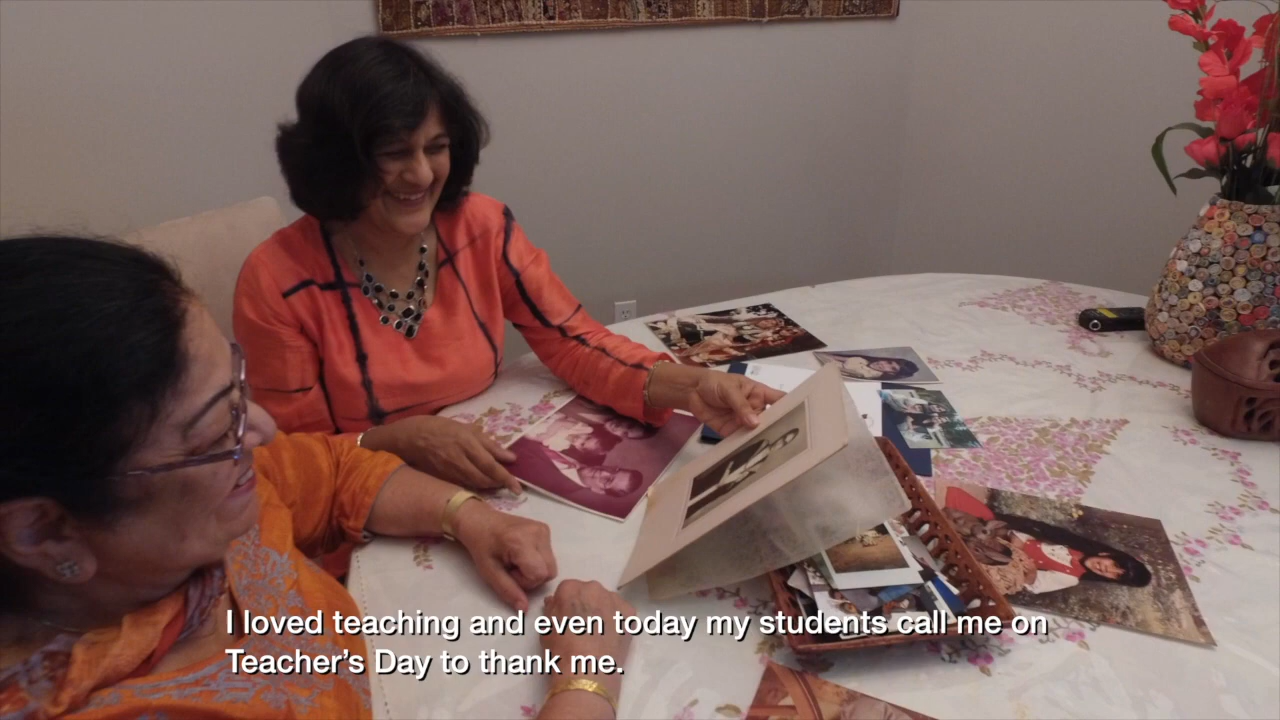 I loved teaching and even today my students call me on
Teacher's Day to thank me.